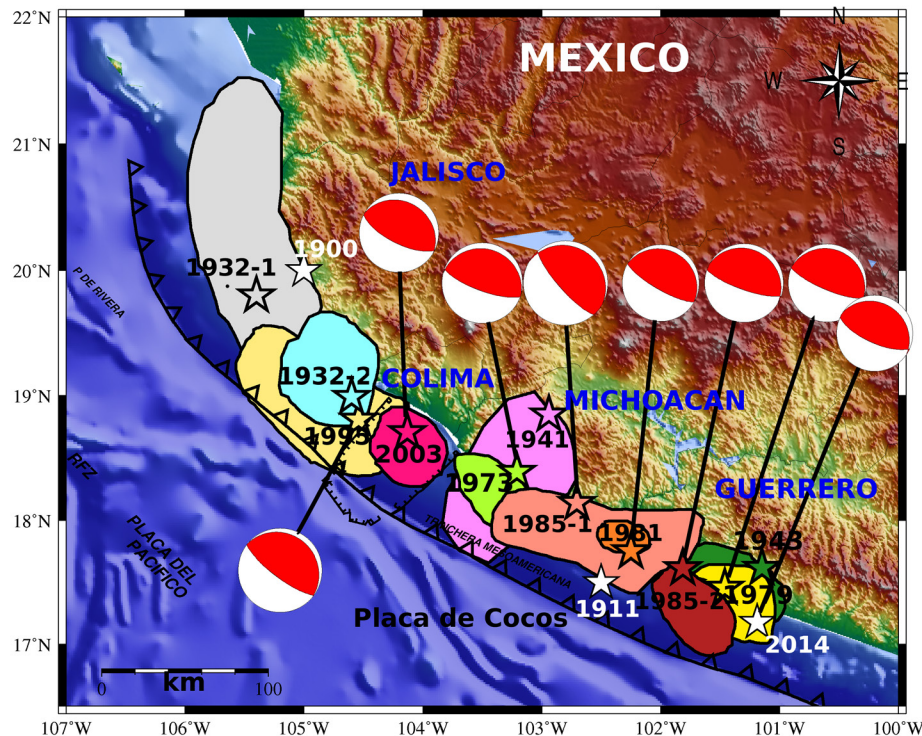 22°N
21°N
20°N
19°N
18°N
17°N
107°W
106°W
105°W
104°W
103°W
102°W
101°W
100°W
MEXICO
N
W
E
S
JALISCO
1900
1932-1
P DE RIVERA
1932-2
COLIMA
MICHOACAN
1995
2003
1941
1973
GUERRERO
RFZ
1985-1
1981
1943
TRINCHERA MESOAMERICANA
PLACA DEL
PACIFICO
1979
1985-2
1911
Placa de Cocos
2014
km
0
100